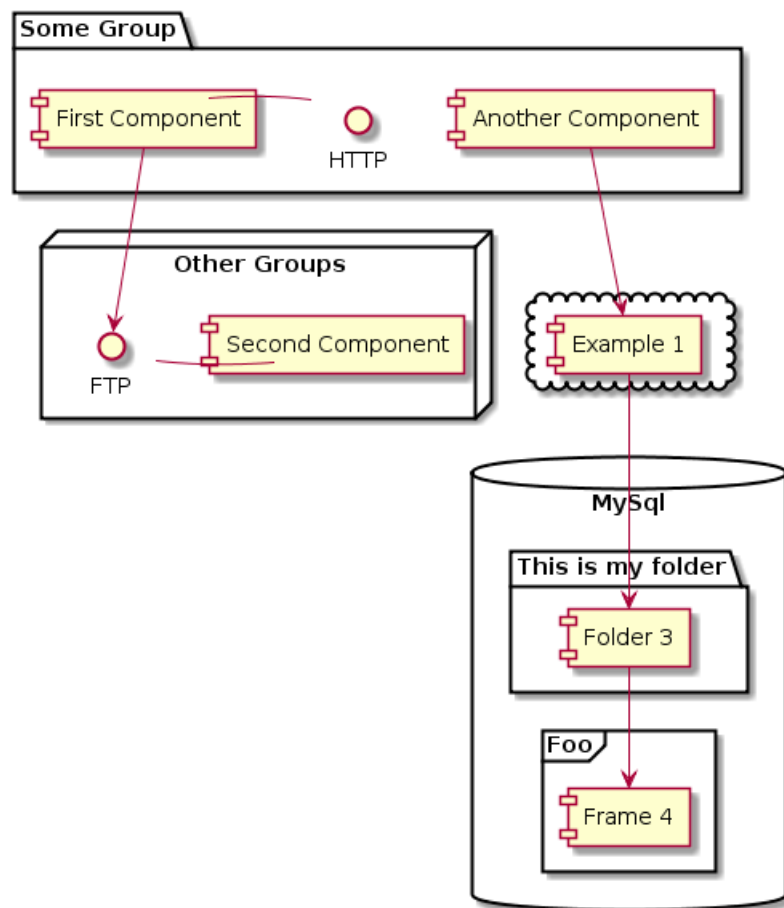 Some Group
First Component
HTTP
Another Component
Other Groups
FTP
Second Component
Example 1
MySql
This is my folder
Folder 3
Foo
Frame 4